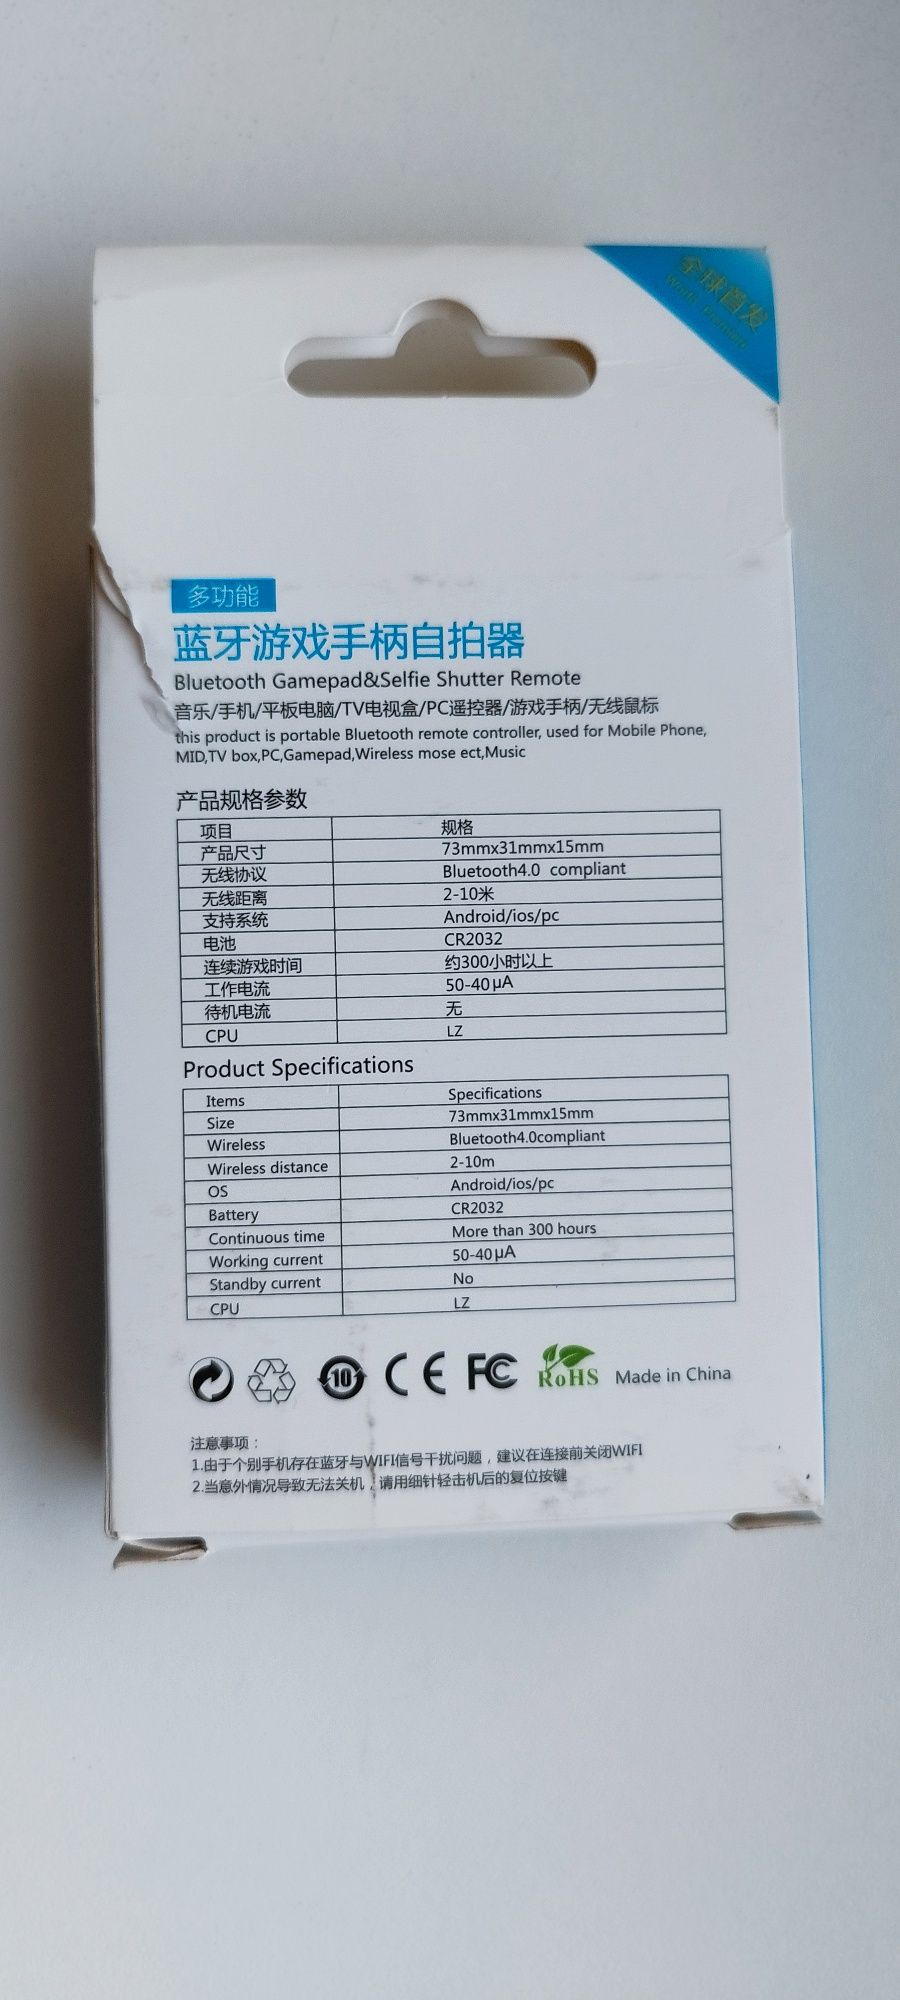 全球首发
World Premiere
多功能
蓝牙游戏手柄自拍器
Bluetooth Gamepad&Selfie Shutter Remote
音乐/手机/平板电脑/TV电视盒/PC遥控器/游戏手柄/无线鼠标
this product is portable Bluetooth remote controller, used for Mobile Phone,
MID,TV box,PC,Gamepad,Wireless mose ect,Music
产品规格参数
项目 规格
产品尺寸 73mmx31mmx15mm
无线协议 Bluetooth4.0 compliant
无线距离 2-10米
支持系统 Android/ios/pc
电池 CR2032
连续游戏时间 约300小时以上
工作电流 50-40μA
待机电流 无
CPU LZ
Product Specifications
Items Specifications
Size 73mmx31mmx15mm
Wireless Bluetooth4.0compliant
Wireless distance 2-10m
OS Android/ios/pc
Battery CR2032
Continuous time More than 300 hours
Working current 50-40μA
Standby current No
CPU LZ
10 CE FC RoHS Made in China
注意事项：
1.由于个别手机存在蓝牙与WIFI信号干扰问题，建议在连接前关闭WIFI
2.当意外情况导致无法关机，请用细针轻击机后的复位按键